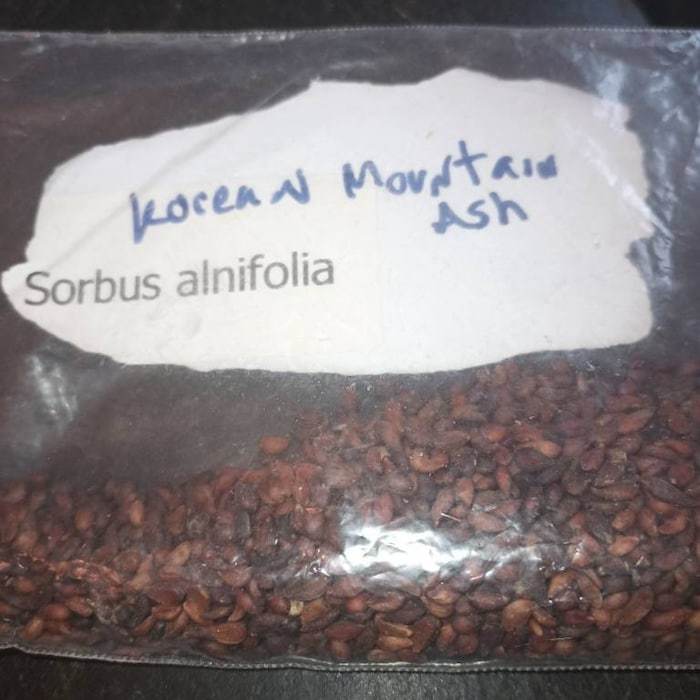 Korean Mountain
Ash
Sorbus alnifolia